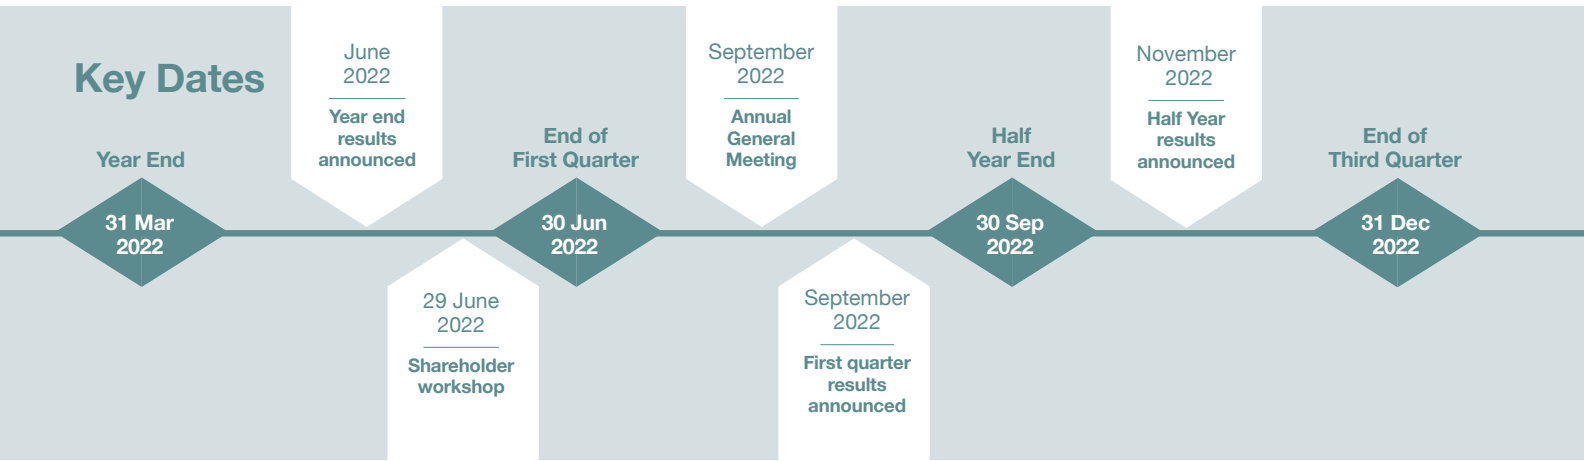 Key Dates
Year End
31 Mar
2022
June
2022
Year end
results
announced
29 June
2022
Shareholder
workshop
End of
First Quarter
30 Jun
2022
September
2022
Annual
General
Meeting
September
2022
First quarter
results
announced
Half
Year End
30 Sep
2022
November
2022
Half Year
results
announced
End of
Third Quarter
31 Dec
2022